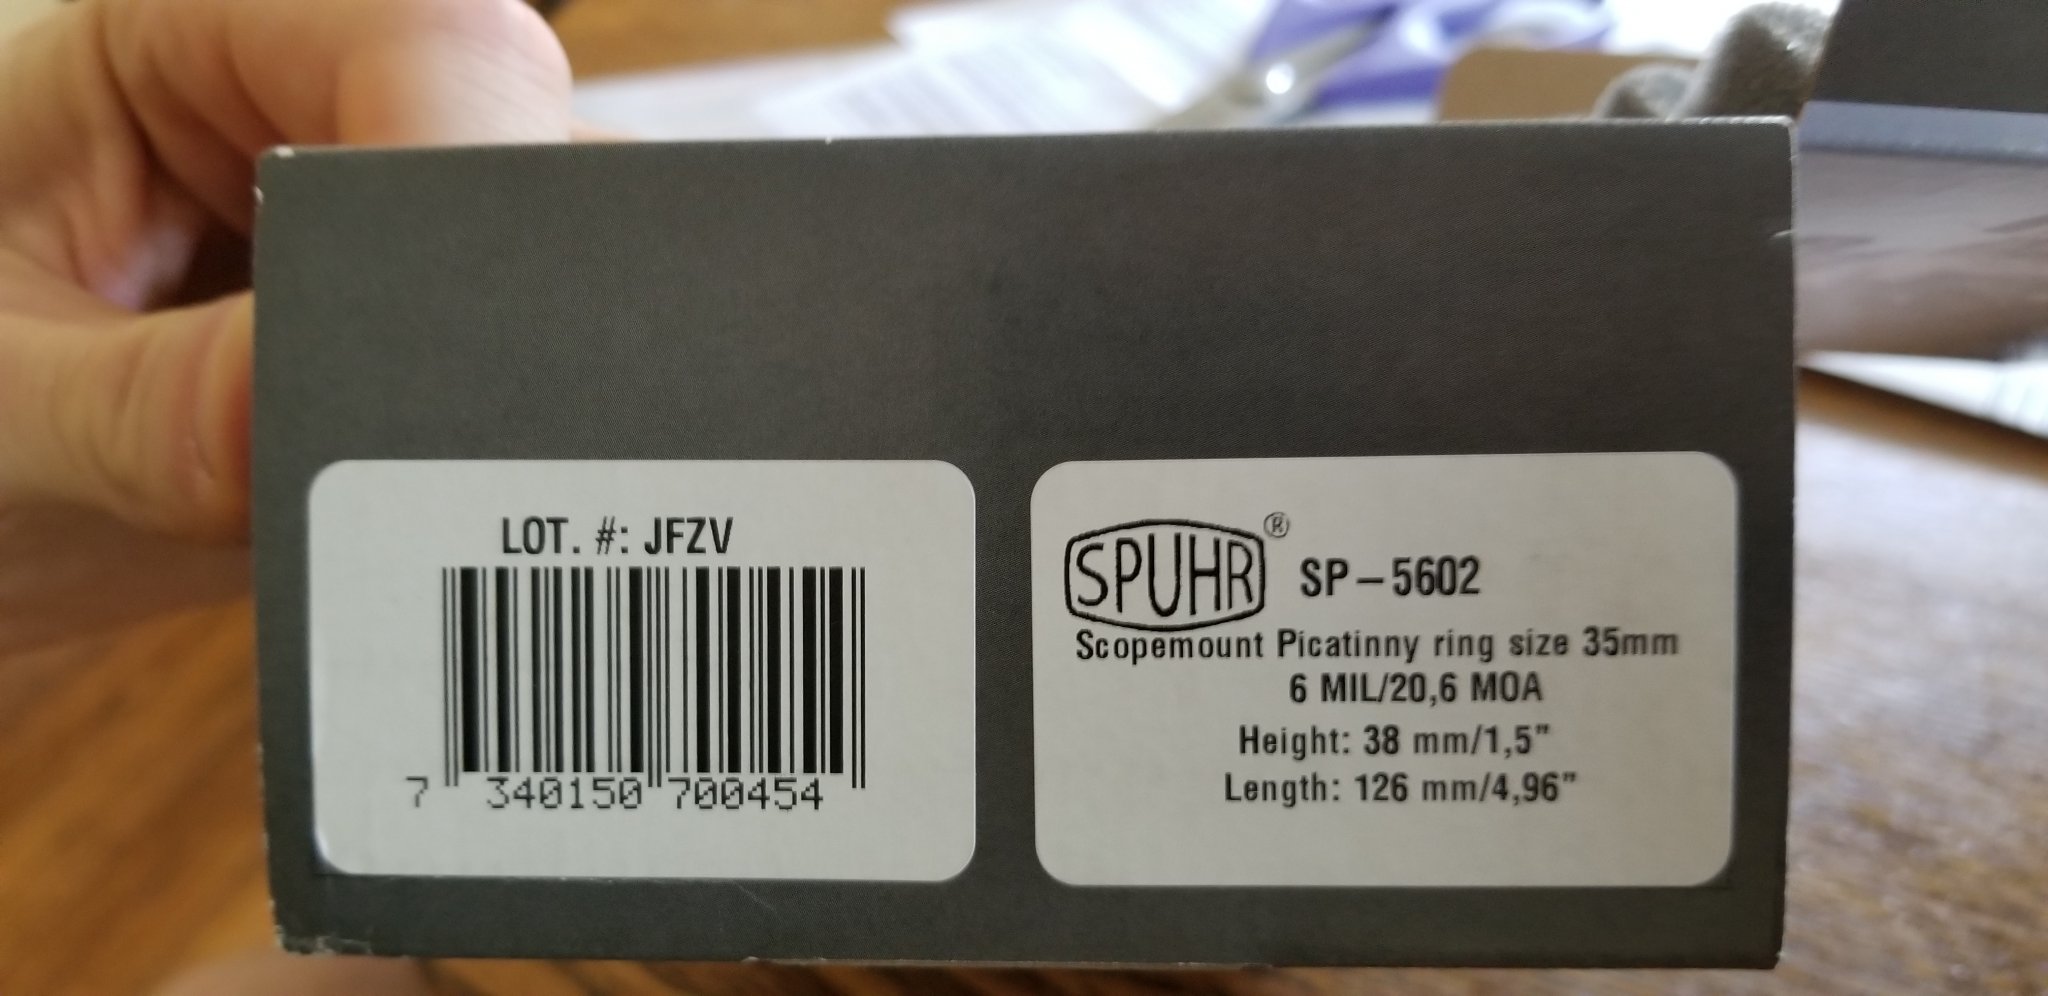 LOT. #: JFZV
7 340150 700454
SPUHR® SP-5602
Scopemount Picatinny ring size 35mm
6 MIL/20,6 MOA
Height: 38 mm/1,5"
Length: 126 mm/4,96"